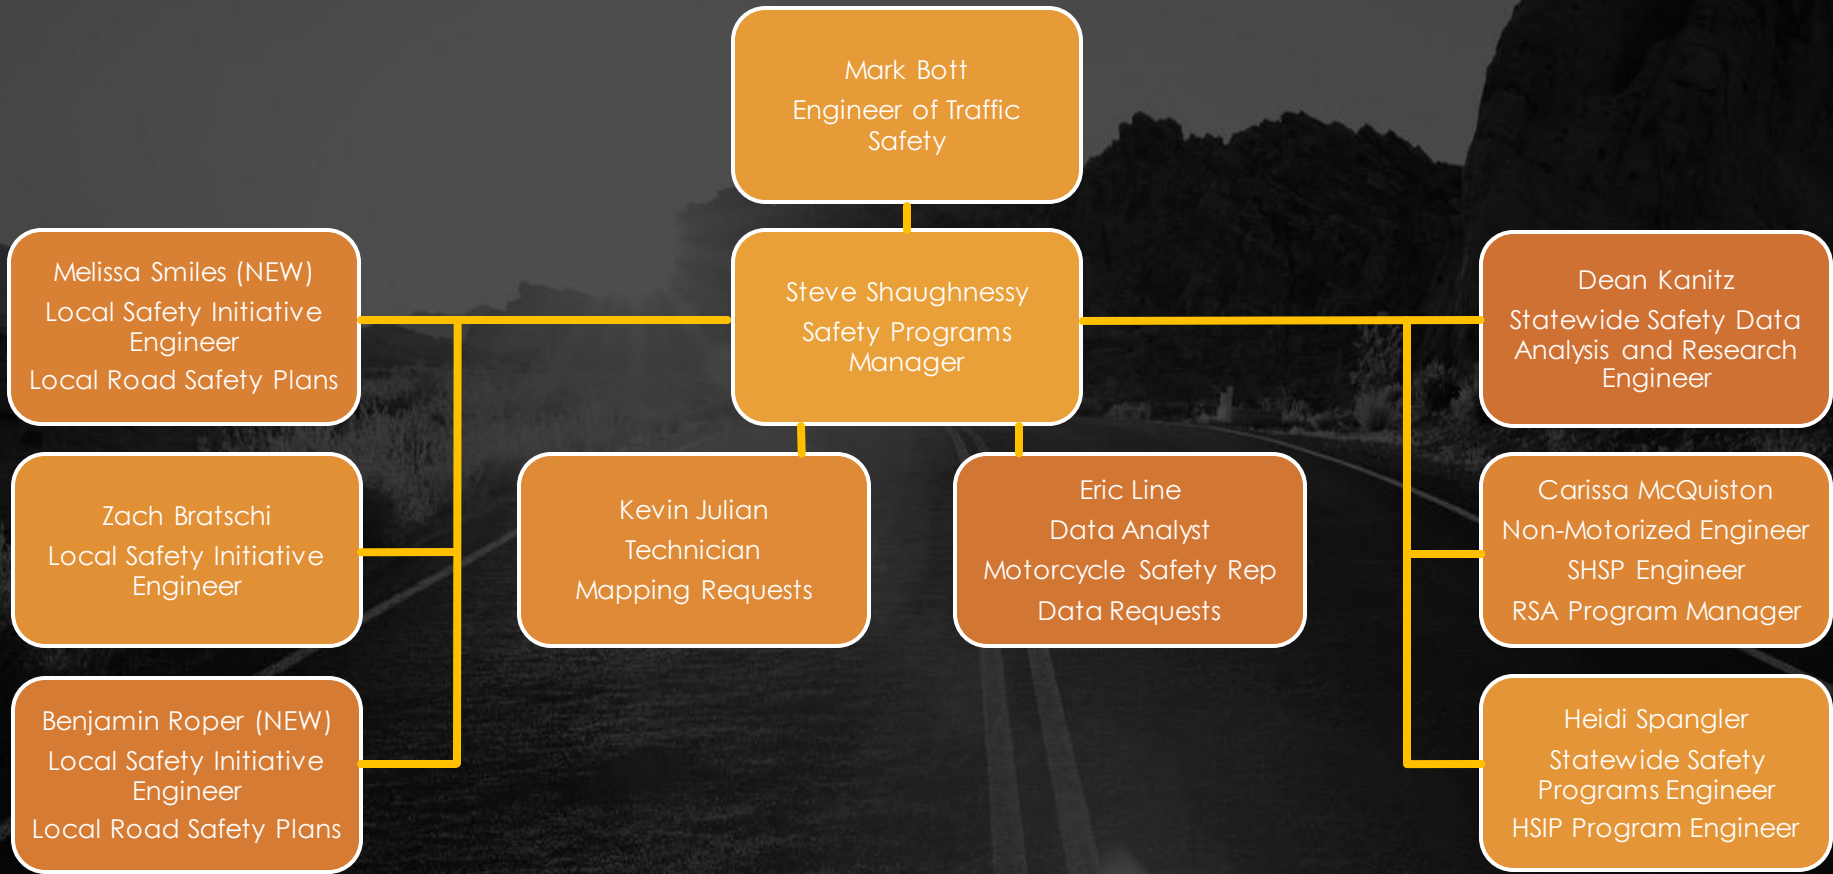 Mark Bott
Engineer of Traffic
Safety
Melissa Smiles (NEW)
Local Safety Initiative
Engineer
Local Road Safety Plans
Steve Shaughnessy
Safety Programs
Manager
Dean Kanitz
Statewide Safety Data
Analysis and Research
Engineer
Zach Bratschi
Local Safety Initiative
Engineer
Kevin Julian
Technician
Mapping Requests
Eric Line
Data Analyst
Motorcycle Safety Rep
Data Requests
Carissa McQuiston
Non-Motorized Engineer
SHSP Engineer
RSA Program Manager
Benjamin Roper (NEW)
Local Safety Initiative
Engineer
Local Road Safety Plans
Heidi Spangler
Statewide Safety
Programs Engineer
HSIP Program Engineer